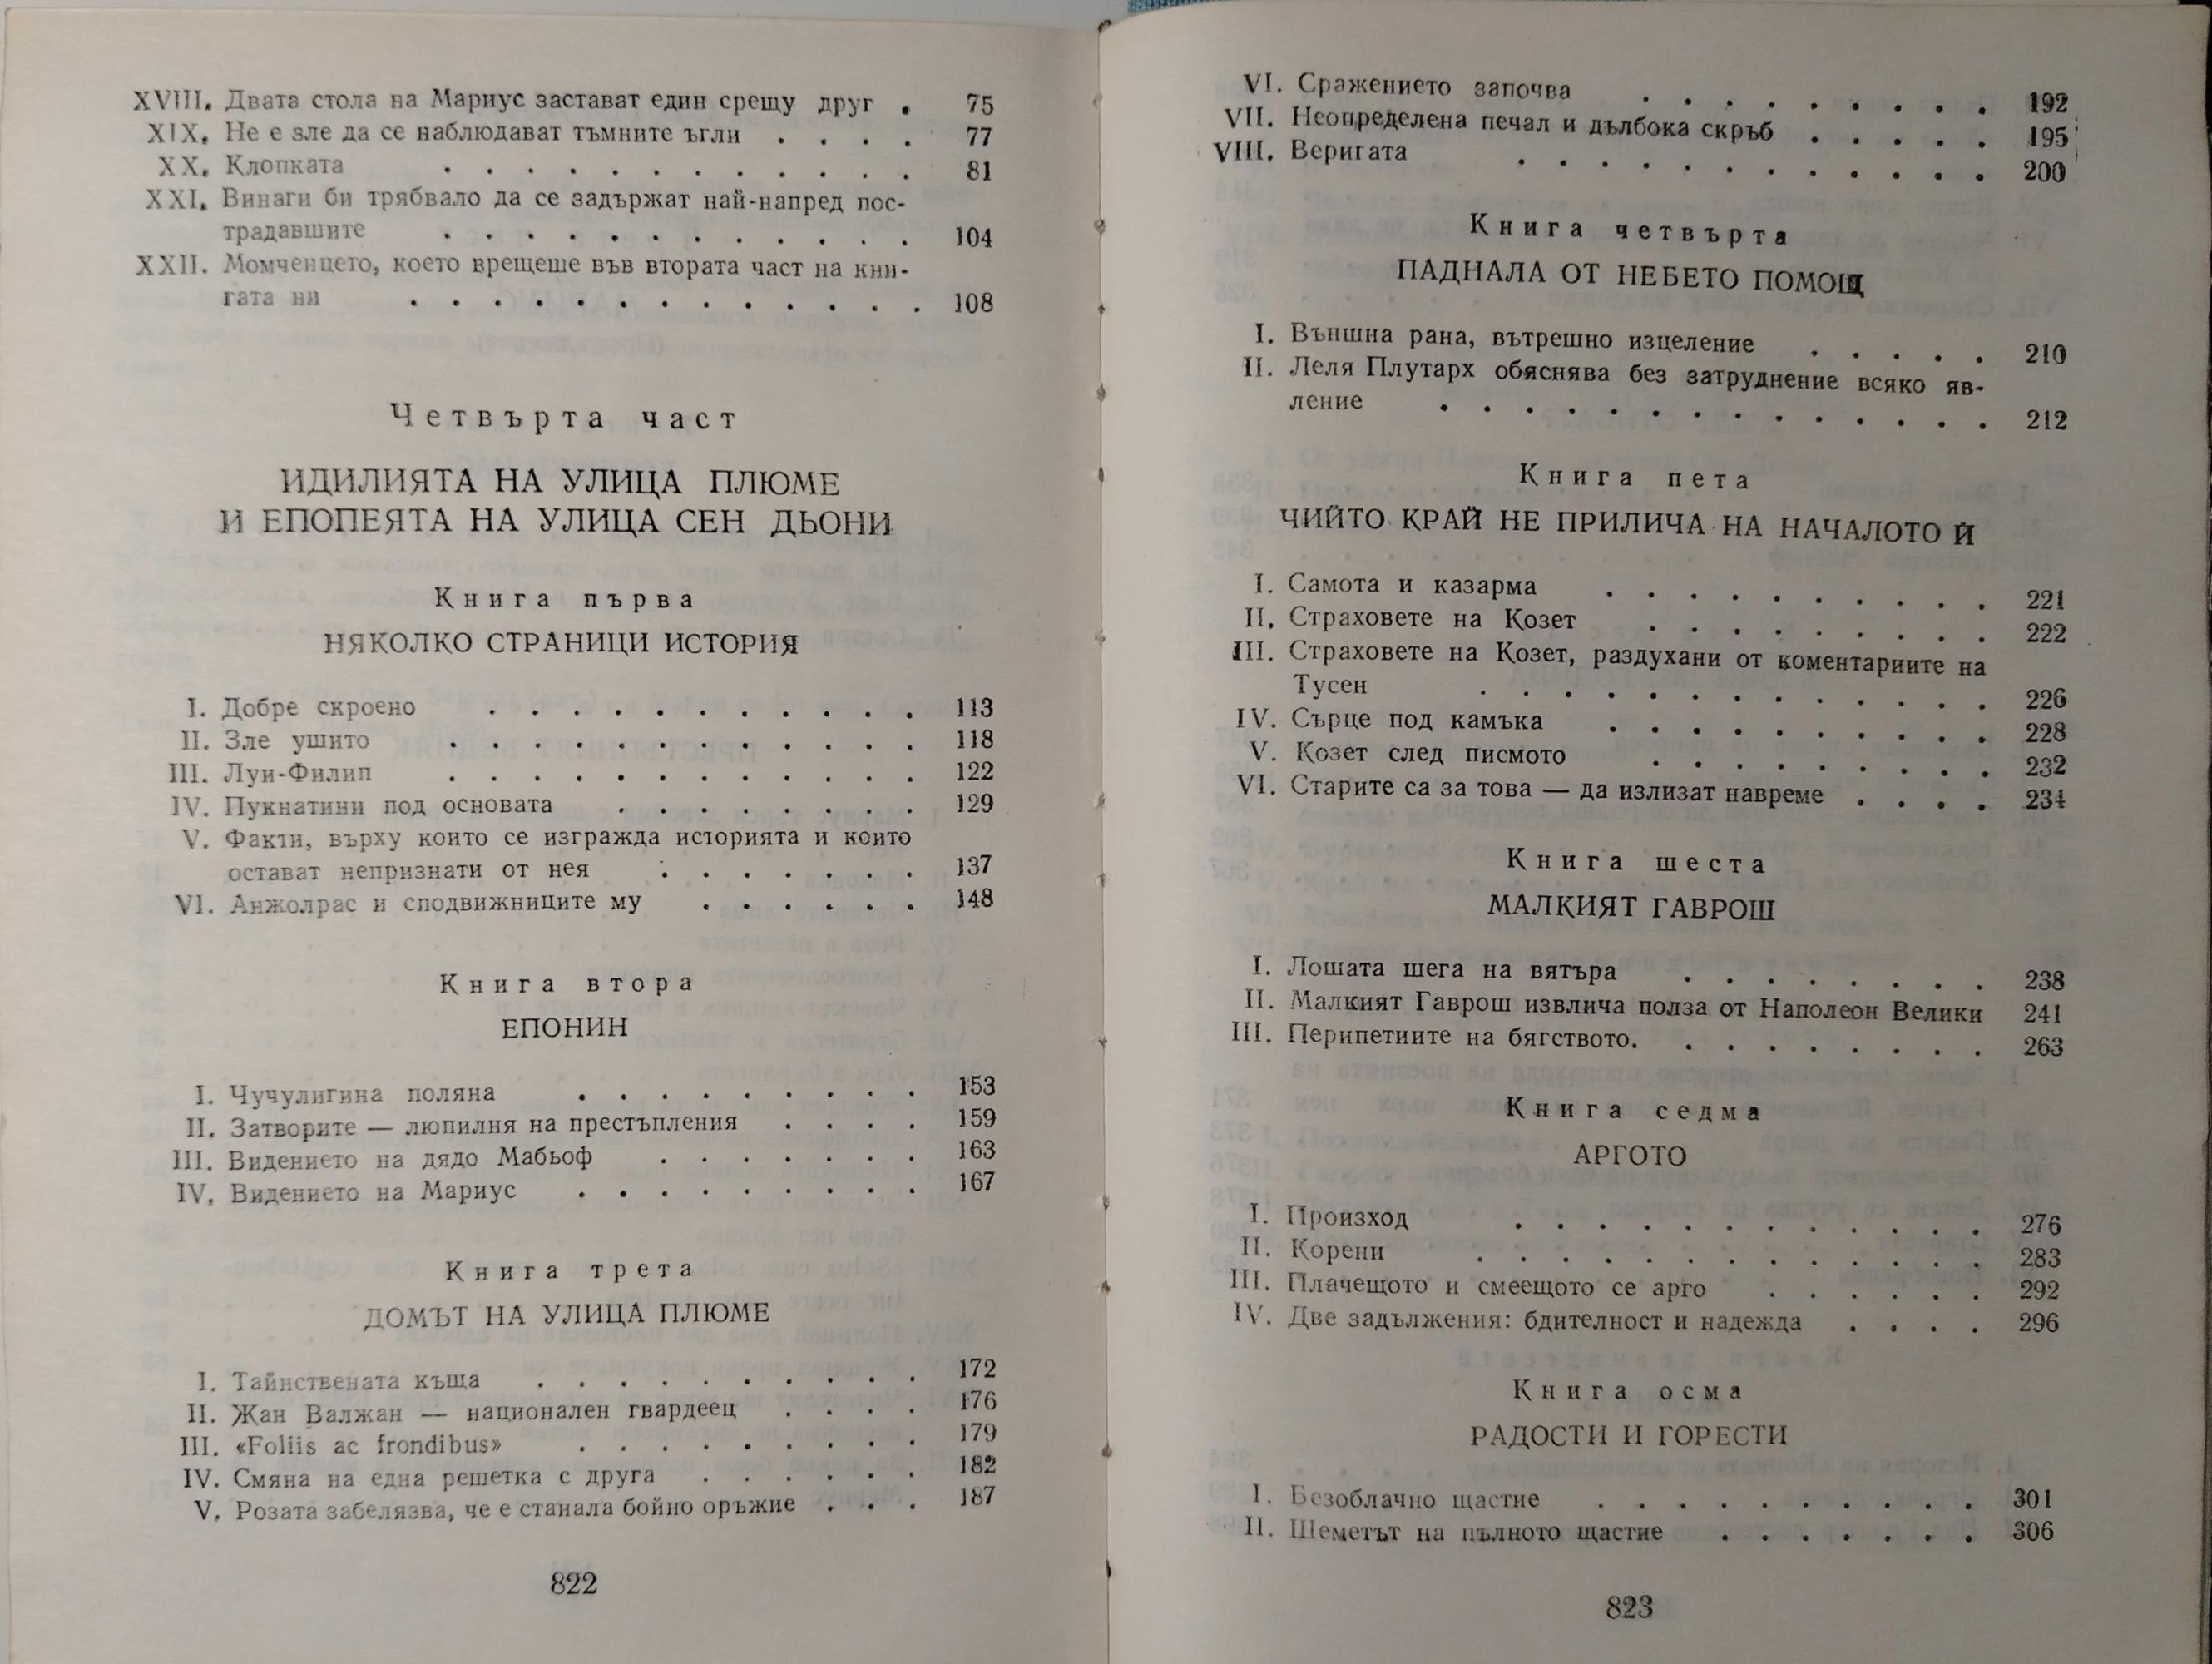 XVIII. Двата стола на Мариус застават един срещу друг . 75
XIX. Не е зле да се наблюдават тъмните ъгли . . . . 77
XX. Клопката . . . . . . . . . . . . 81
XXI. Винаги би трябвало да се задържат най-напред пос-
традавшите . . . . . . . . . . . . 104
XXII. Момченцето, което врещеше във втората част на кни-
гата ни . . . . . . . . . . . . . 108
Четвърта част
ИДИЛИЯТА НА УЛИЦА ПЛЮМЕ
И ЕПОПЕЯТА НА УЛИЦА СЕН ДЬОНИ
Книга първа
НЯКОЛКО СТРАНИЦИ ИСТОРИЯ
I. Добре скроено . . . . . . . . . . . 113
II. Зле ушито . . . . . . . . . . . . 118
III. Луи-Филип . . . . . . . . . . . . 122
IV. Пукнатини под основата . . . . . . . . 129
V. Факти, върху които се изгражда историята и които
остават непризнати от нея . . . . . . . 137
VI. Анжолрас и сподвижниците му . . . . . . 148
Книга втора
ЕПОНИН
I. Чучулигина поляна . . . . . . . . . 153
II. Затворите — люпилня на престъпления . . . . 159
III. Видението на дядо Мабьоф . . . . . . . 163
IV. Видението на Мариус . . . . . . . . . 167
Книга трета
ДОМЪТ НА УЛИЦА ПЛЮМЕ
I. Тайнствената къща . . . . . . . . . . 172
II. Жан Валжан — национален гвардеец . . . . 176
III. «Foliis ac frondibus» . . . . . . . . . 179
IV. Смяна на една решетка с друга . . . . . . 182
V. Розата забелязва, че е станала бойно оръжие . . . 187
822
VI. Сражението започва . . . . . . . . . 192
VII. Неопределена печал и дълбока скръб . . . . . 195
VIII. Веригата . . . . . . . . . . . . 200
Книга четвърта
ПАДНАЛА ОТ НЕБЕТО ПОМОЩ
I. Външна рана, вътрешно изцеление . . . . . 210
II. Леля Плутарх обяснява без затруднение всяко яв-
ление . . . . . . . . . . . . . . 212
Книга пета
ЧИЙТО КРАЙ НЕ ПРИЛИЧА НА НАЧАЛОТО Ѝ
I. Самота и казарма . . . . . . . . . . 221
II. Страховете на Козет . . . . . . . . . 222
III. Страховете на Козет, раздухани от коментариите на
Тусен . . . . . . . . . . . . . 226
IV. Сърце под камъка . . . . . . . . . . 228
V. Козет след писмото . . . . . . . . . 232
VI. Старите са за това — да излизат навреме . . . . 234
Книга шеста
МАЛКИЯТ ГАВРОШ
I. Лошата шега на вятъра . . . . . . . . 238
II. Малкият Гаврош извлича полза от Наполеон Велики 241
III. Перипетиите на бягството. . . . . . . . . 263
Книга седма
АРГОТО
I. Произход . . . . . . . . . . . . 276
II. Корени . . . . . . . . . . . . 283
III. Плачещото и смеещото се арго . . . . . . 292
IV. Две задължения: бдителност и надежда . . . . 296
Книга осма
РАДОСТИ И ГОРЕСТИ
I. Безоблачно щастие . . . . . . . . . . 301
II. Шеметът на пълното щастие . . . . . . . 306
823